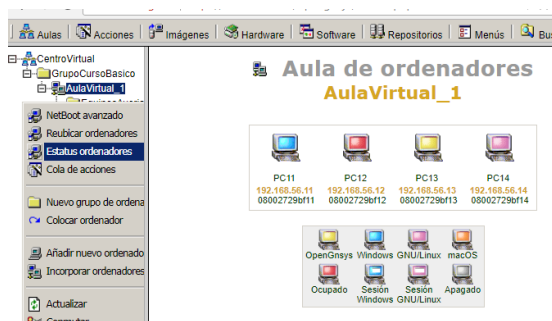 Aulas Acciones Imágenes Hardware Software Repositorios Menús Bus
CentroVirtual
GrupoCursoBasico
AulaVirtual_1
NetBoot avanzado
Reubicar ordenadores
Estatus ordenadores
Cola de acciones
Nuevo grupo de ordena
Colocar ordenador
Añadir nuevo ordenado
Incorporar ordenadores
Actualizar
Aula de ordenadores
AulaVirtual_1
PC11 PC12 PC13 PC14
192.168.56.11 192.168.56.12 192.168.56.13 192.168.56.14
08002729bf11 08002729bf12 08002729bf13 08002729bf14
OpenGnsys Windows GNU/Linux macOS
Ocupado Sesión Sesión Apagado
Windows GNU/Linux